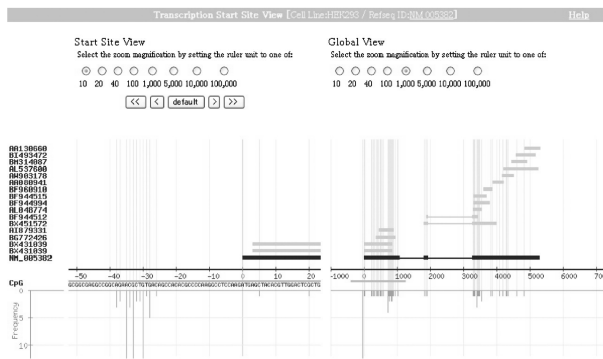 Transcription Start Site View [Cell Line:HEK293 / Refseq ID:NM_005382] Help
Start Site View Global View
Select the zoom magnification by setting the ruler unit to one of: Select the zoom magnification by setting the ruler unit to one of:
10 20 40 100 1,000 5,000 10,000 100,000 10 20 40 100 1,000 5,000 10,000 100,000
<< < default > >>
AA130660
BI493472
BM314087
AL537600
AW903178
AA080941
BF960910
BF944515
BF944994
AL048774
BF944512
BX451572
AI879331
BG772426
BX431039
BX431039
NM_005382
-50 -40 -30 -20 -10 0 10 20 -1000 0 1000 2000 3000 4000 5000 6000
CpG
0
Frequency
5
10